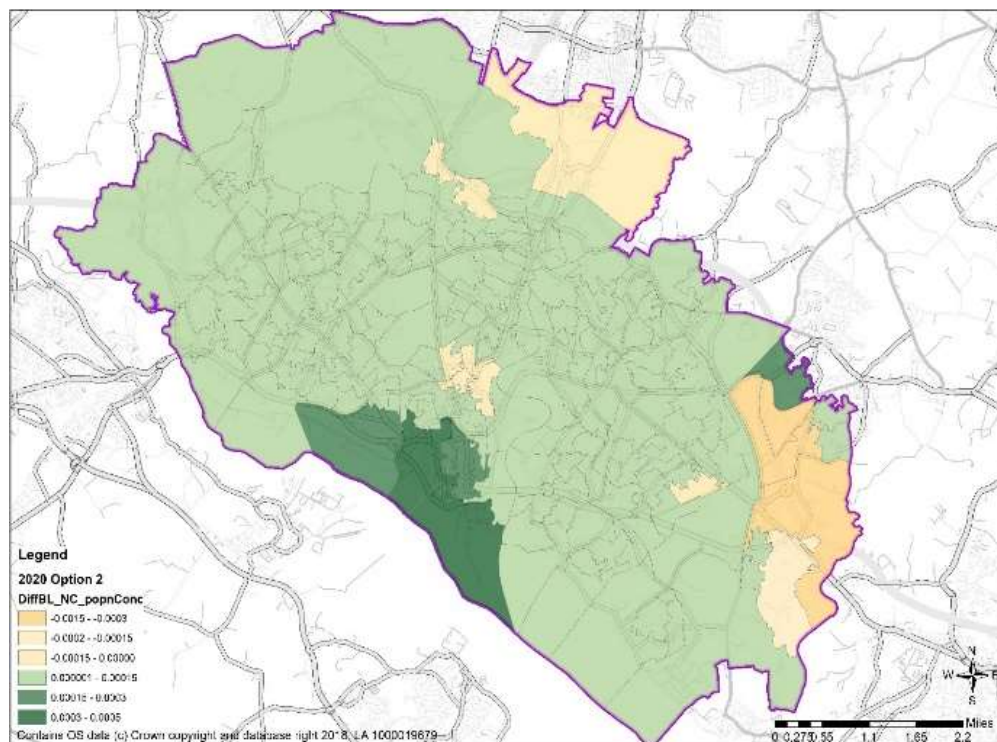 Legend
2020 Option 2
DiffBL_NC_popnConc
-0.0015 - -0.0003
-0.0002 - -0.00015
-0.00015 - 0.00000
0.000001 - 0.00015
0.00015 - 0.0003
0.0003 - 0.0035
N
W E
S
Miles
0 0.275 0.55 1.1 1.65 2.2
Contains OS data (c) Crown copyright and database right 2018, LA 1000019679